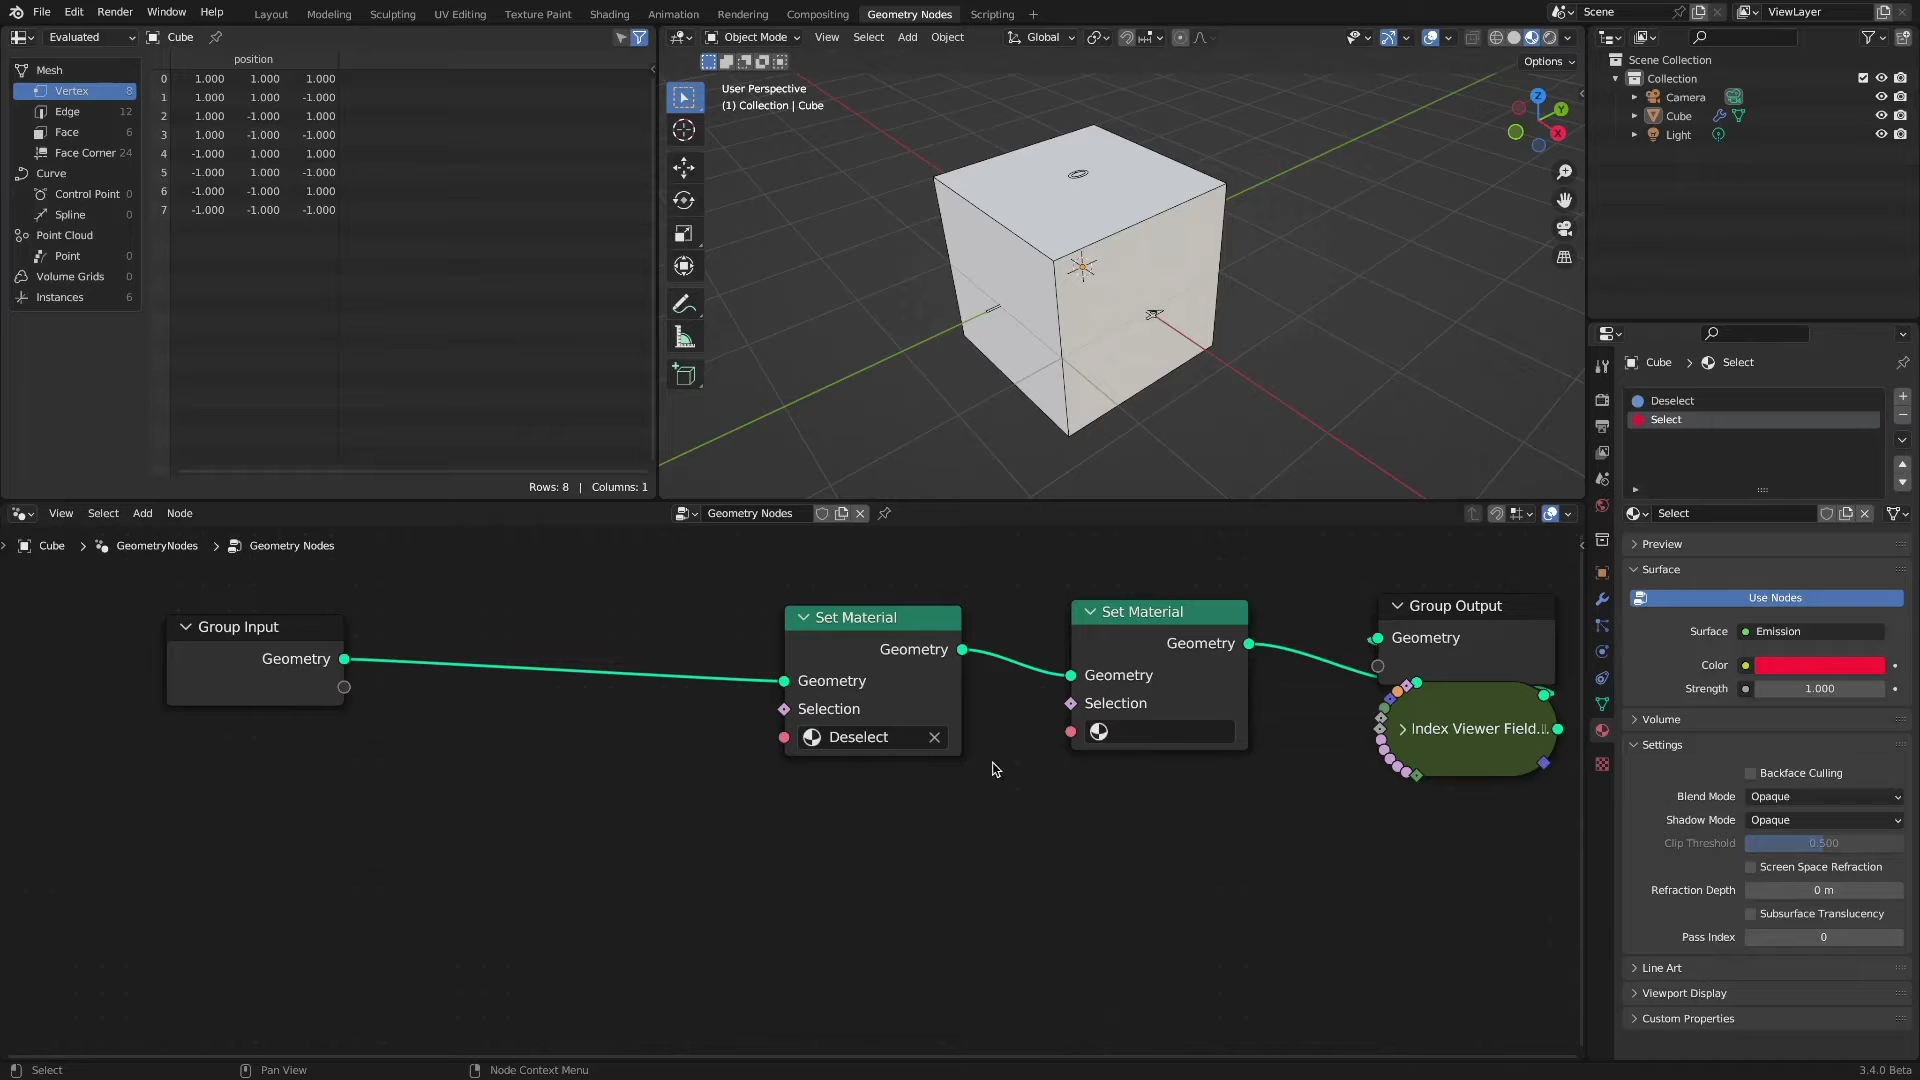 File Edit Render Window Help
Layout Modeling Sculpting UV Editing Texture Paint Shading Animation Rendering Compositing Geometry Nodes Scripting +
Scene
ViewLayer
Evaluated
Cube
position
0 1.000 1.000 1.000
1 1.000 1.000 -1.000
2 1.000 -1.000 1.000
3 1.000 -1.000 -1.000
4 -1.000 1.000 1.000
5 -1.000 1.000 -1.000
6 -1.000 -1.000 1.000
7 -1.000 -1.000 -1.000
Mesh
Vertex 8
Edge 12
Face 6
Face Corner 24
Curve
Control Point 0
Spline 0
Point Cloud
Point 0
Volume Grids 0
Instances 6
Rows: 8 | Columns: 1
Object Mode View Select Add Object
Global
Options
User Perspective
(1) Collection | Cube
Z
Y
X
Scene Collection
Collection
Camera
Cube
Light
View Select Add Node
Geometry Nodes
Cube > GeometryNodes > Geometry Nodes
Group Input
Geometry
Set Material
Geometry
Geometry
Selection
Deselect
Set Material
Geometry
Geometry
Selection
Group Output
Geometry
Index Viewer Field...
Cube > Select
Deselect
Select
Select
Preview
Surface
Use Nodes
Surface Emission
Color
Strength 1.000
Volume
Settings
Backface Culling
Blend Mode Opaque
Shadow Mode Opaque
Clip Threshold 0.500
Screen Space Refraction
Refraction Depth 0 m
Subsurface Translucency
Pass Index 0
Line Art
Viewport Display
Custom Properties
Select
Pan View
Node Context Menu
3.4.0 Beta